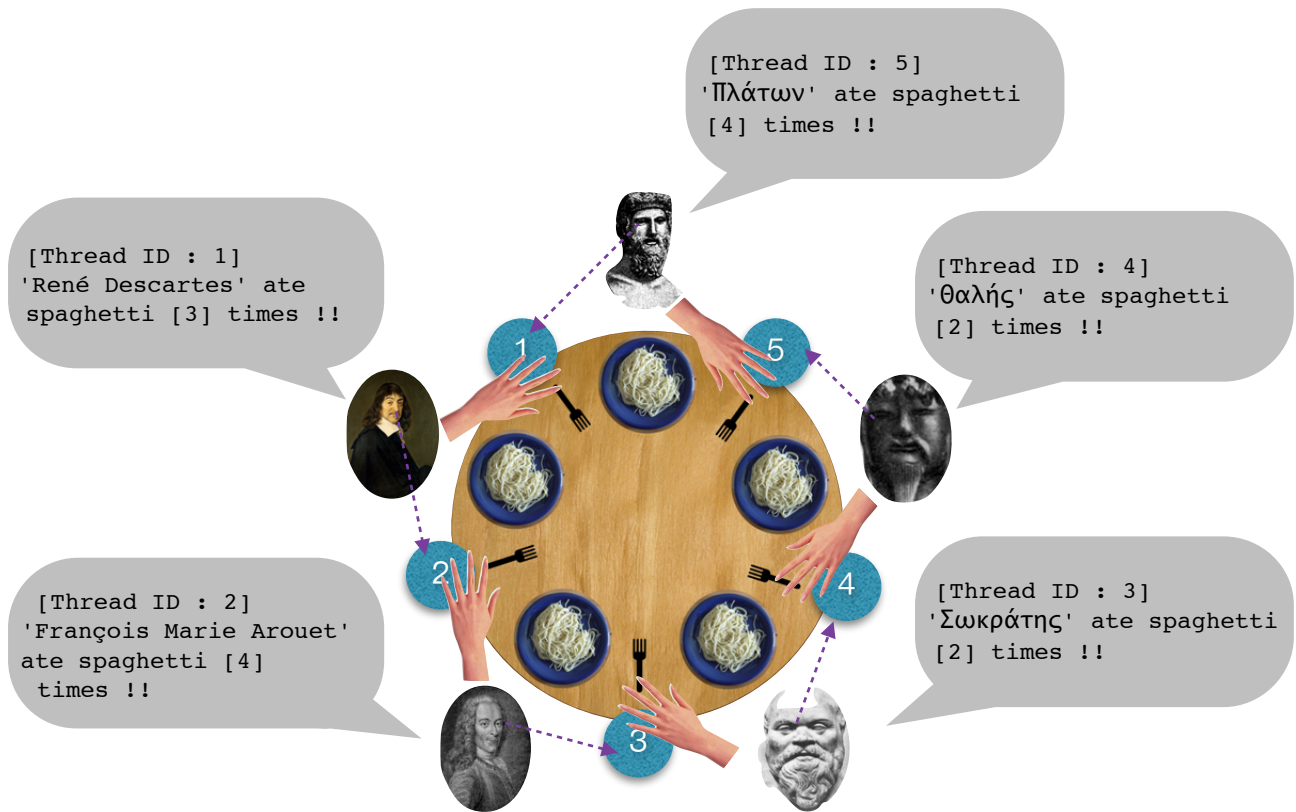 [Thread ID : 5]
'Πλάτων' ate spaghetti
[4] times !!
[Thread ID : 1]
'René Descartes' ate
spaghetti [3] times !!
[Thread ID : 4]
'Θαλής' ate spaghetti
[2] times !!
1
5
2
4
3
[Thread ID : 2]
'François Marie Arouet'
ate spaghetti [4]
times !!
[Thread ID : 3]
'Σωκράτης' ate spaghetti
[2] times !!